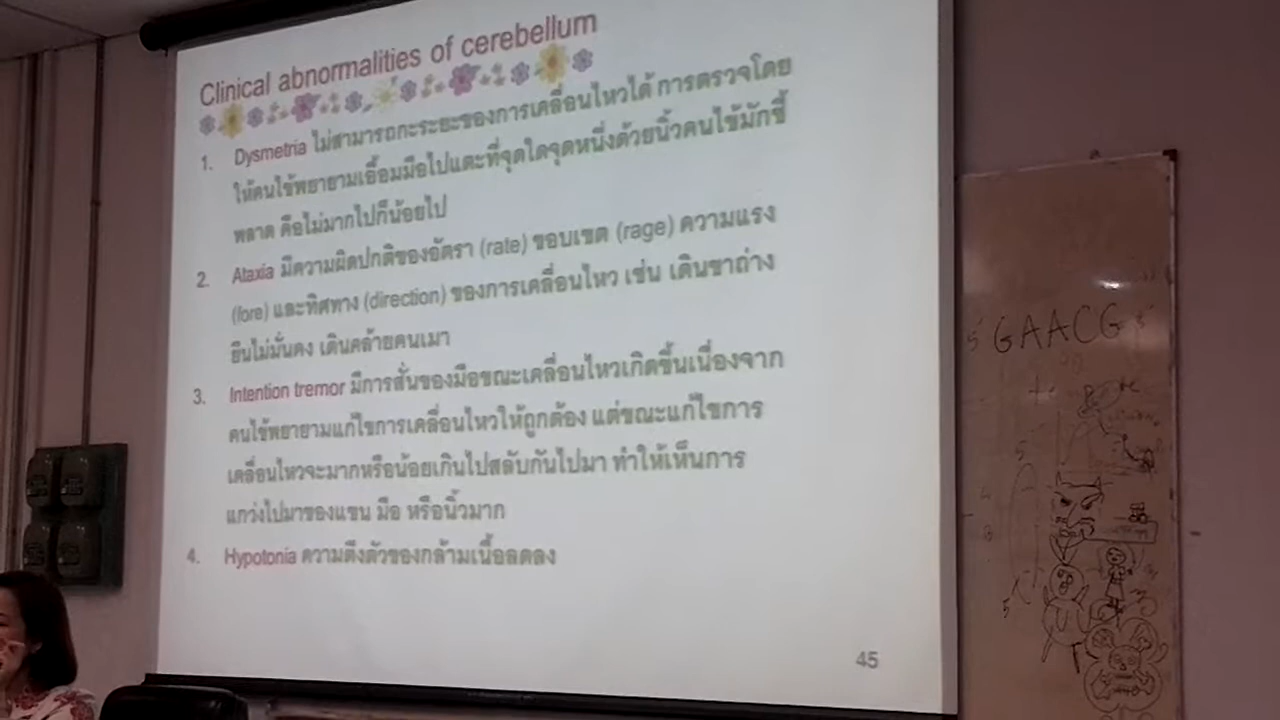 Clinical abnormalities of cerebellum
1. Dysmetria ไม่สามารถกะระยะของการเคลื่อนไหวได้ การตรวจโดย
ให้คนไข้พยายามเอื้อมมือไปแตะที่จุดใดจุดหนึ่งด้วยนิ้วคนไข้มักชี้
พลาด คือไม่มากไปก็น้อยไป
2. Ataxia มีความผิดปกติของอัตรา (rate) ขอบเขต (rage) ความแรง
(fore) และทิศทาง (direction) ของการเคลื่อนไหว เช่น เดินขาถ่าง
ยืนไม่มั่นคง เดินคล้ายคนเมา
3. Intention tremor มีการสั่นของมือขณะเคลื่อนไหวเกิดขึ้นเนื่องจาก
คนไข้พยายามแก้ไขการเคลื่อนไหวให้ถูกต้อง แต่ขณะแก้ไขการ
เคลื่อนไหวจะมากหรือน้อยเกินไปสลับกันไปมา ทำให้เห็นการ
แกว่งไปมาของแขน มือ หรือนิ้วมาก
4. Hypotonia ความตึงตัวของกล้ามเนื้อลดลง
45
5' GAACG